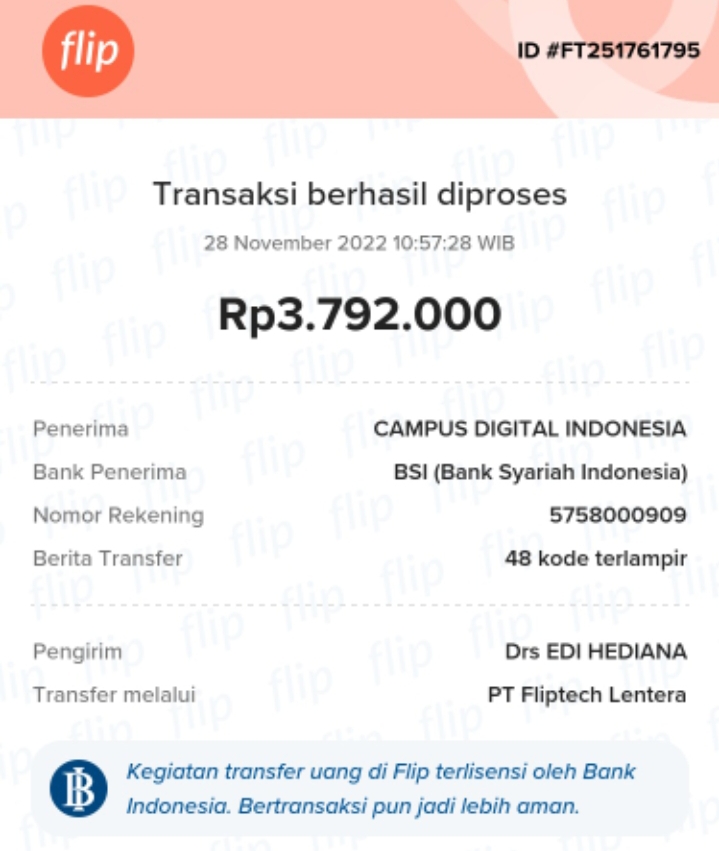 flip
ID #FT251761795
Transaksi berhasil diproses
28 November 2022 10:57:28 WIB
Rp3.792.000
Penerima CAMPUS DIGITAL INDONESIA
Bank Penerima BSI (Bank Syariah Indonesia)
Nomor Rekening 5758000909
Berita Transfer 48 kode terlampir
Pengirim Drs EDI HEDIANA
Transfer melalui PT Fliptech Lentera
Kegiatan transfer uang di Flip terlisensi oleh Bank
Indonesia. Bertransaksi pun jadi lebih aman.